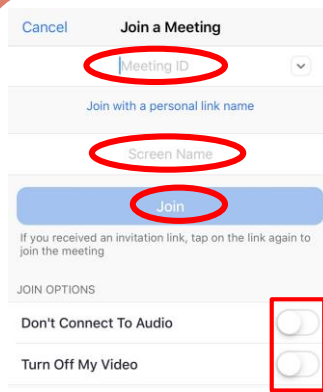 Cancel Join a Meeting
Meeting ID
Join with a personal link name
Screen Name
Join
If you received an invitation link, tap on the link again to
join the meeting
JOIN OPTIONS
Don't Connect To Audio
Turn Off My Video